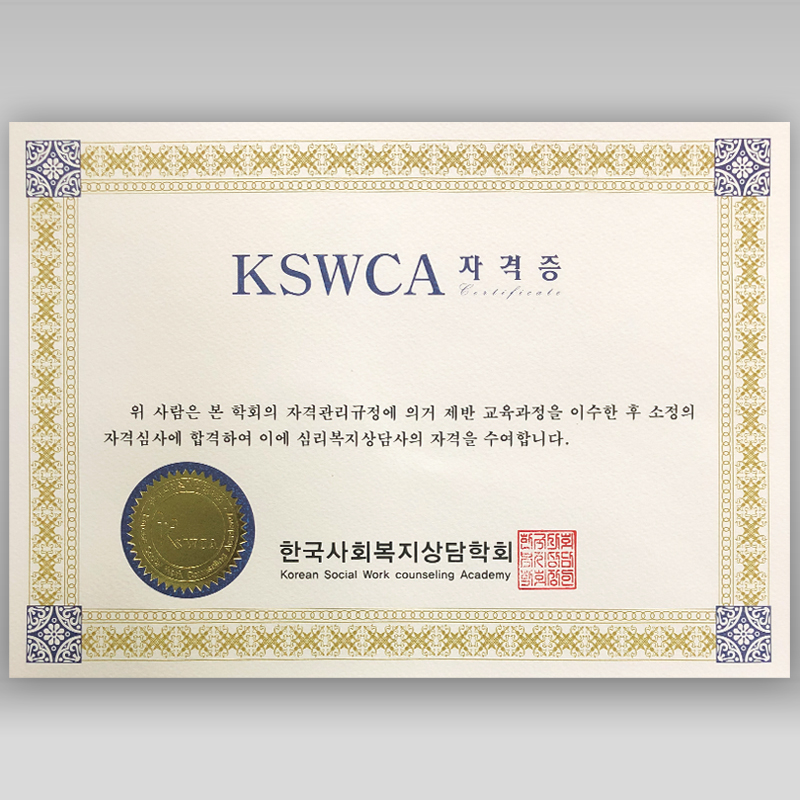 KSWCA 자격증
Certificate
위 사람은 본 학회의 자격관리규정에 의거 제반 교육과정을 이수한 후 소정의
자격심사에 합격하여 이에 심리복지상담사의 자격을 수여합니다.
한국사회복지상담학회
Korean Social Work counseling Academy